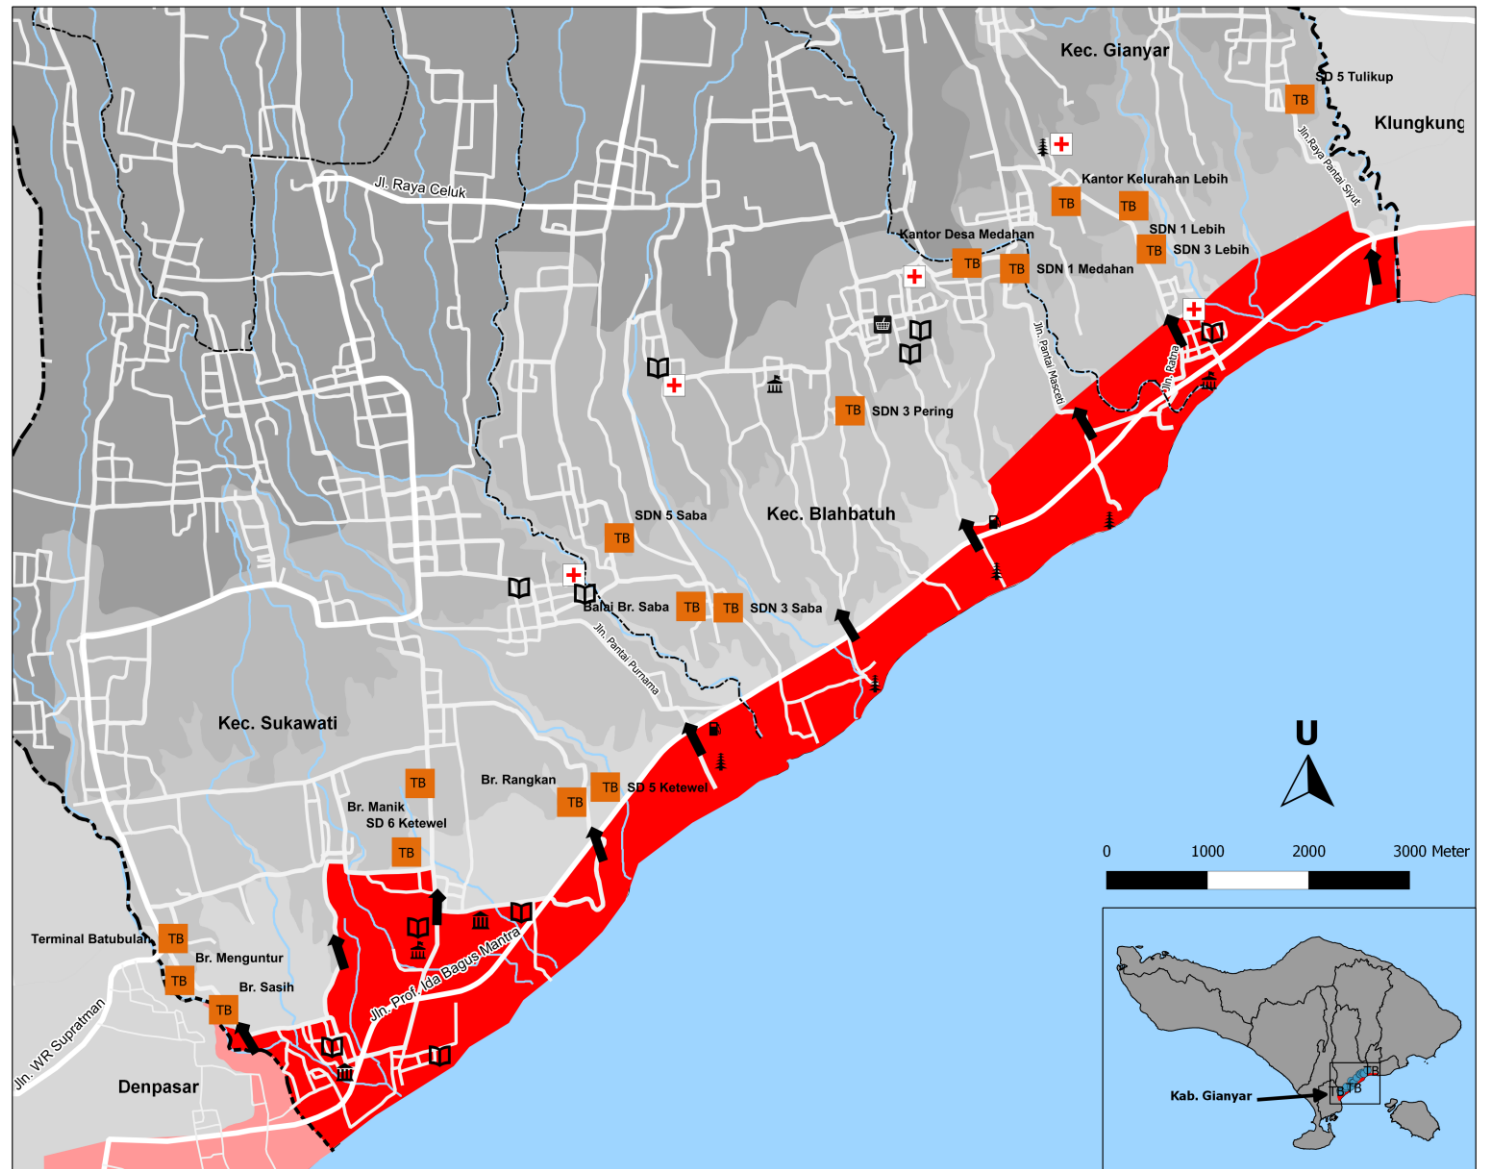 Kec. Gianyar
SD 5 Tulikup
TB
Klungkung
Jln.Raya Pantai Siyut
Jl. Raya Celuk
Kantor Kelurahan Lebih
TB
TB
SDN 1 Lebih
Kantor Desa Medahan
TB
SDN 3 Lebih
TB
TB
SDN 1 Medahan
Jln. Pantai Masceti
Jln. Ratna
TB
SDN 3 Pering
SDN 5 Saba
TB
Kec. Blahbatuh
Balai Br. Saba
TB
TB
SDN 3 Saba
Jln. Pantai Purnama
Kec. Sukawati
U
Br. Rangkan
TB
TB
SD 5 Ketewel
TB
Br. Manik
SD 6 Ketewel
TB
0 1000 2000 3000 Meter
Terminal Batubulan
TB
Br. Menguntur
TB
Br. Sasih
TB
Jln. Prof. Ida Bagus Mantra
Jln. WR Supratman
Denpasar
Kab. Gianyar
TB
TB
TB